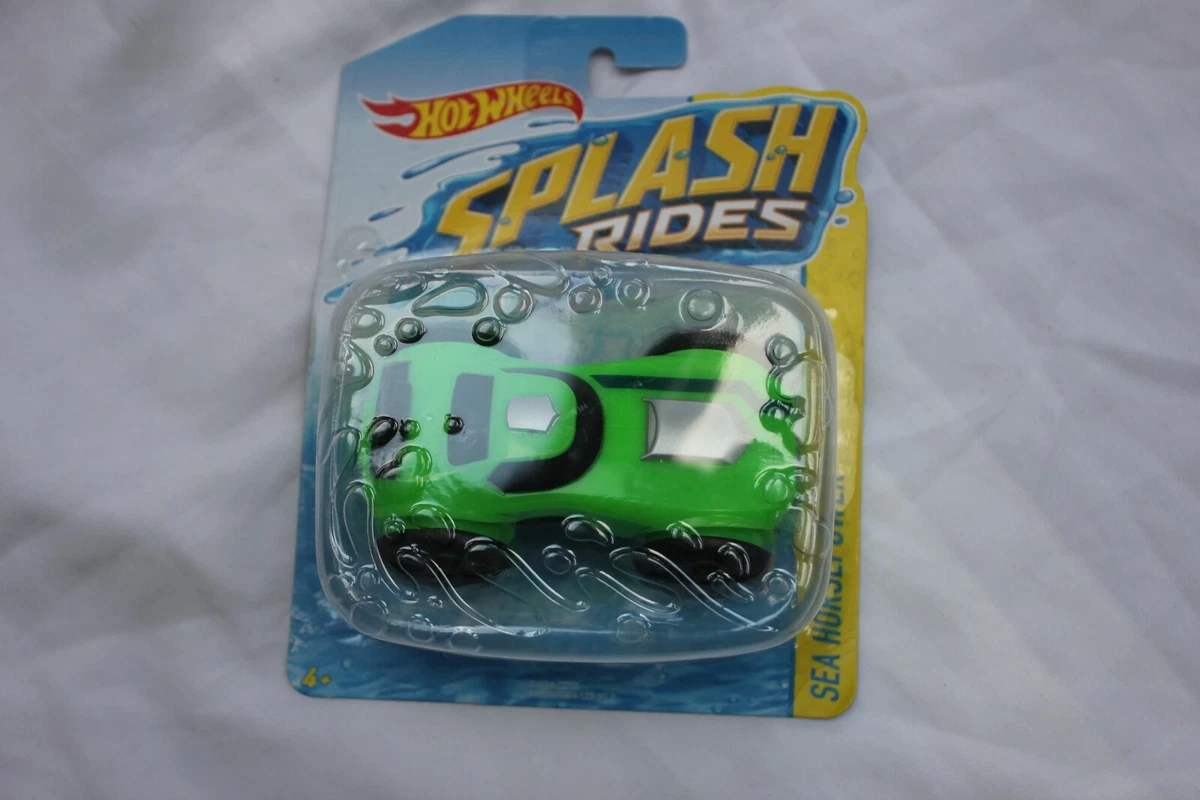 HOT WHEELS
SPLASH
RIDES
SEA HORSEPOWER
4+